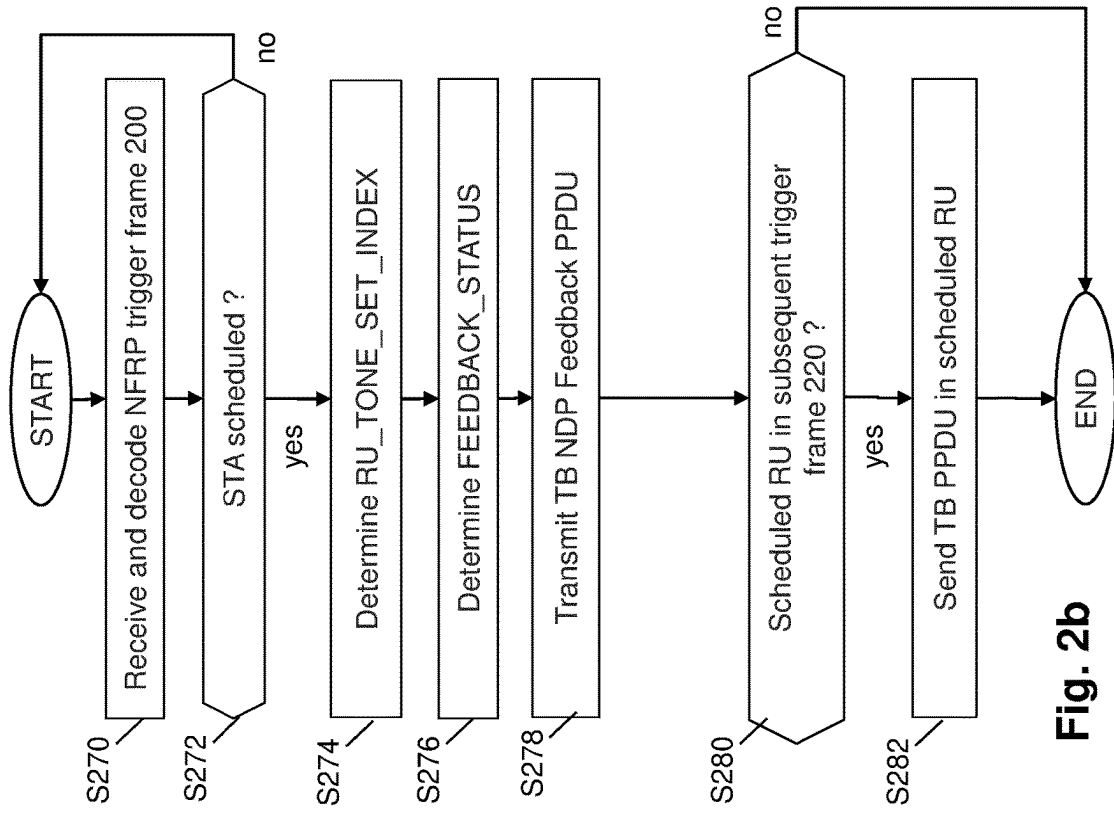 START
S270
Receive and decode NFRP trigger frame 200
S272
STA scheduled ?
no
yes
S274
Determine RU_TONE_SET_INDEX
S276
Determine FEEDBACK_STATUS
S278
Transmit TB NDP Feedback PPDU
S280
Scheduled RU in subsequent trigger
frame 220 ?
no
yes
S282
Send TB PPDU in scheduled RU
END
Fig. 2b